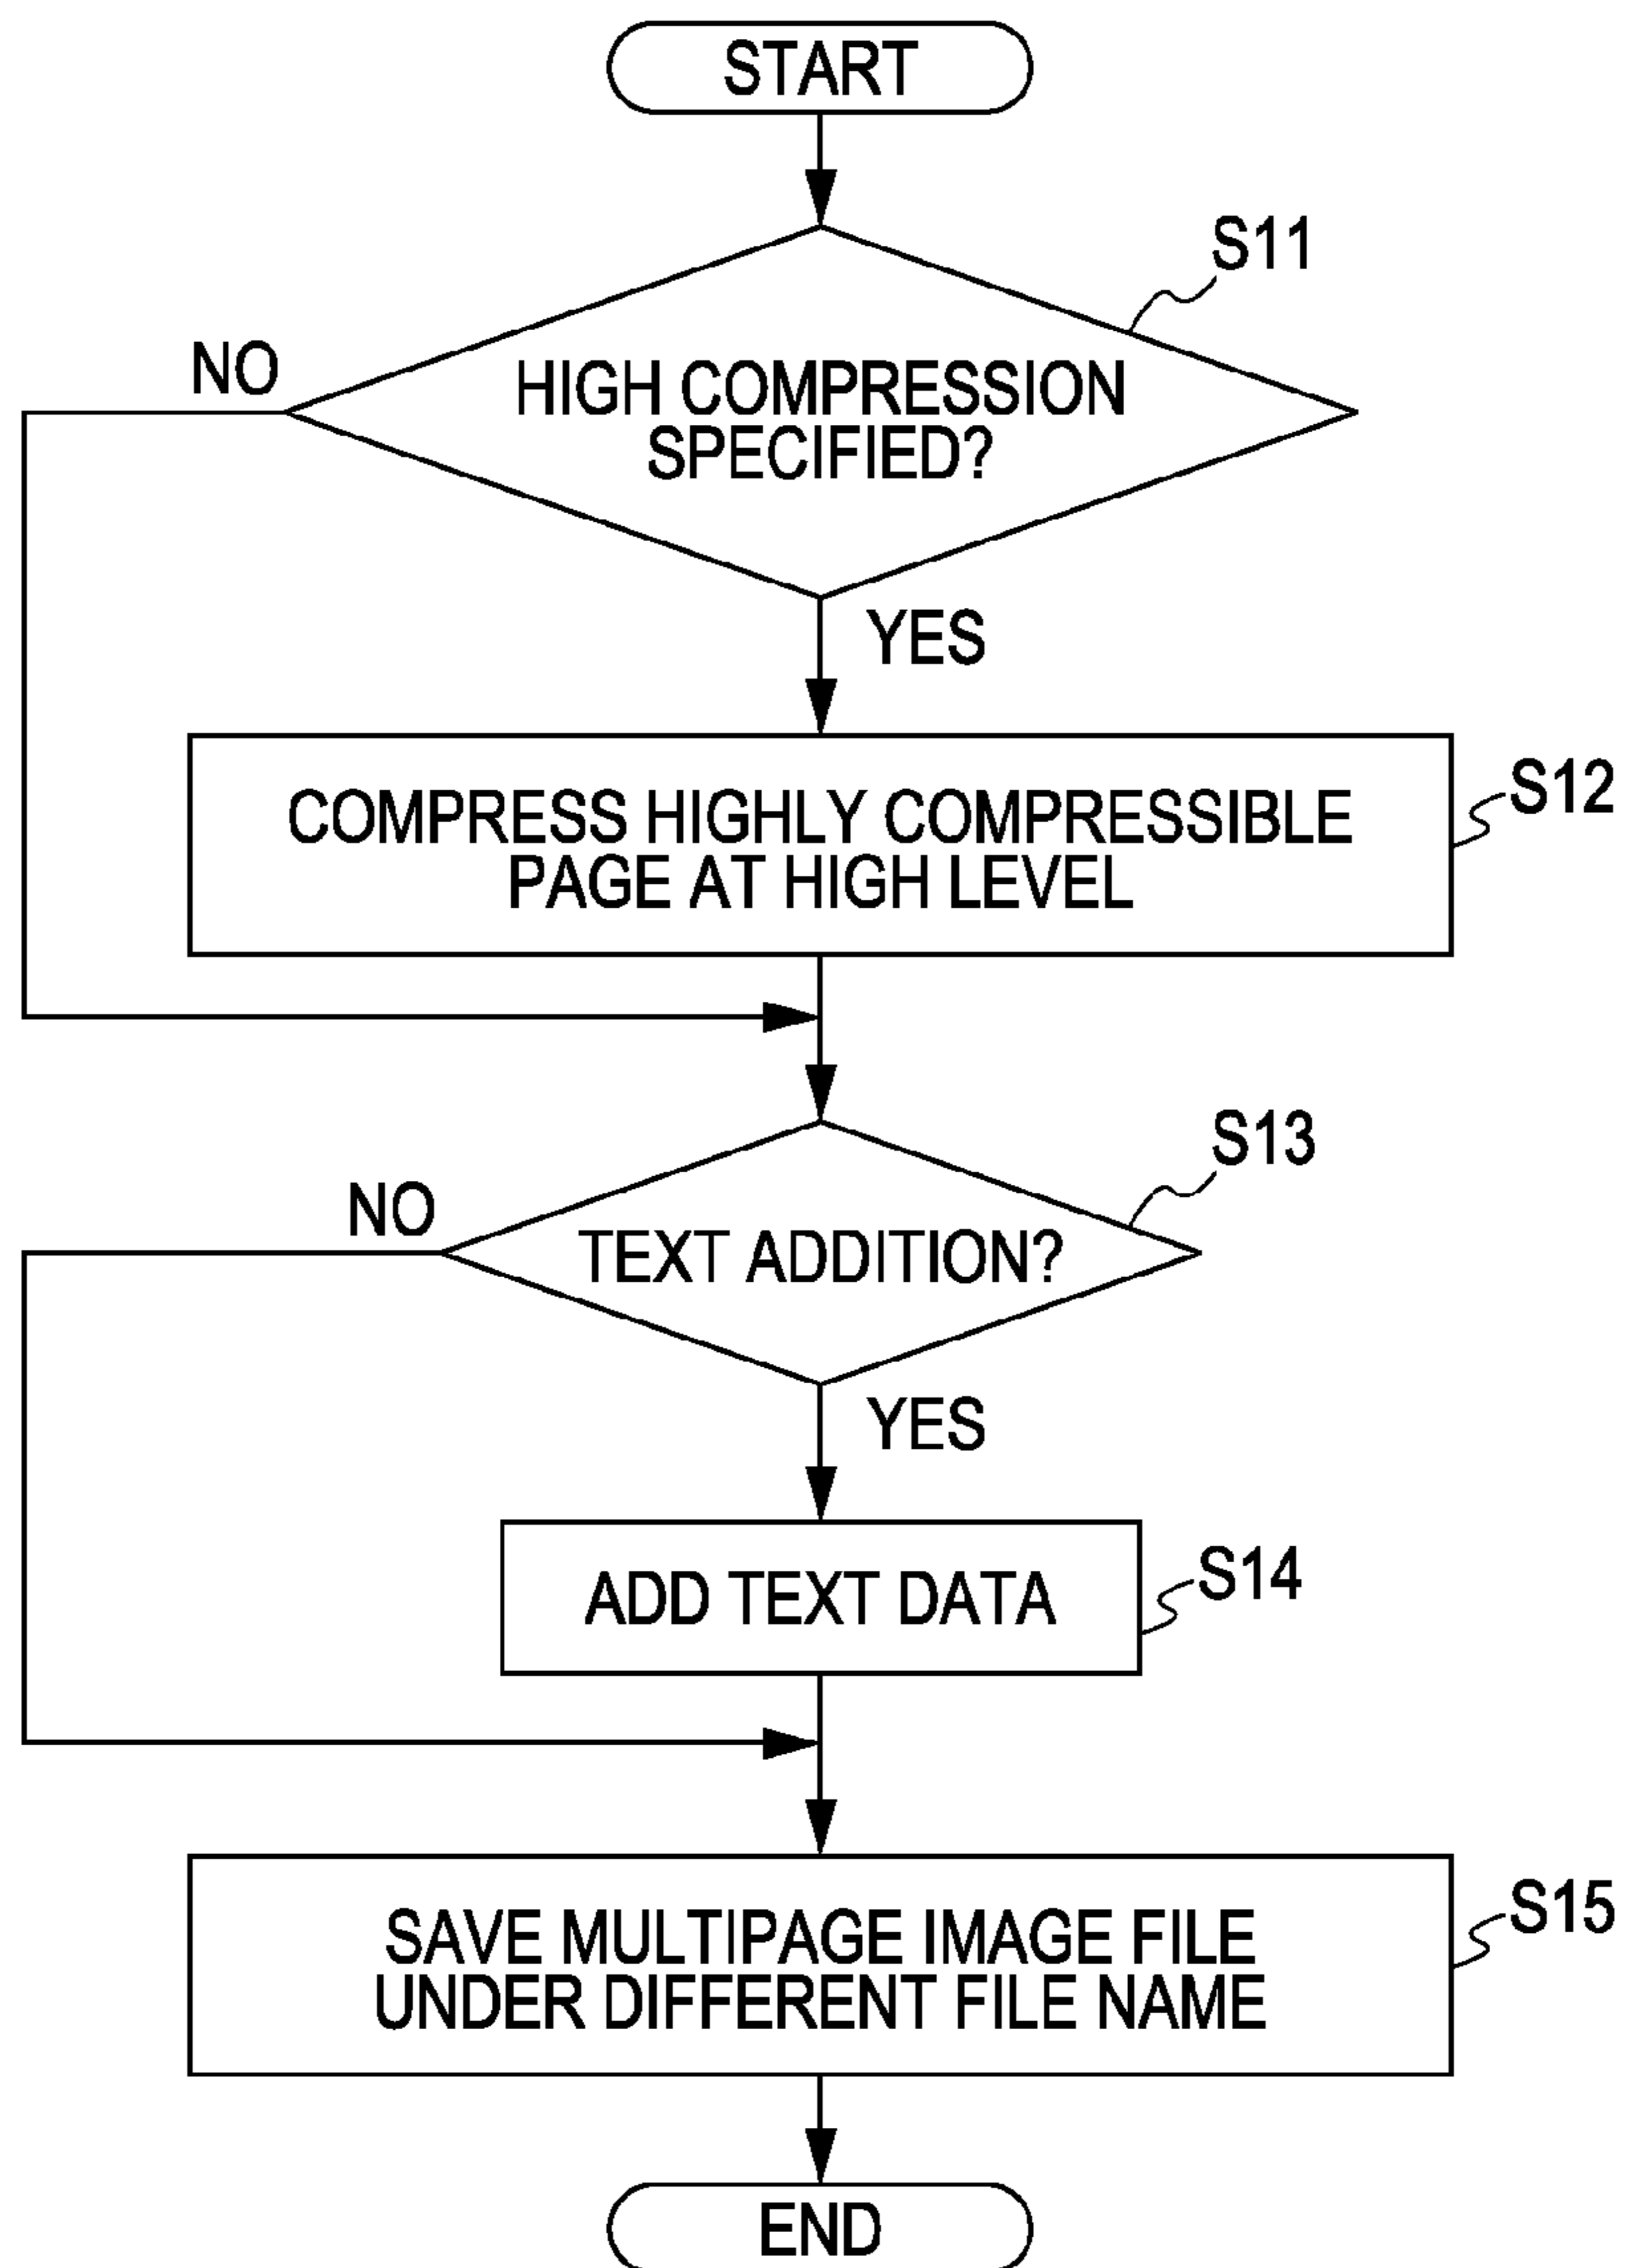 START
S11
NO
HIGH COMPRESSION
SPECIFIED?
YES
S12
COMPRESS HIGHLY COMPRESSIBLE
PAGE AT HIGH LEVEL
S13
NO
TEXT ADDITION?
YES
S14
ADD TEXT DATA
S15
SAVE MULTIPAGE IMAGE FILE
UNDER DIFFERENT FILE NAME
END